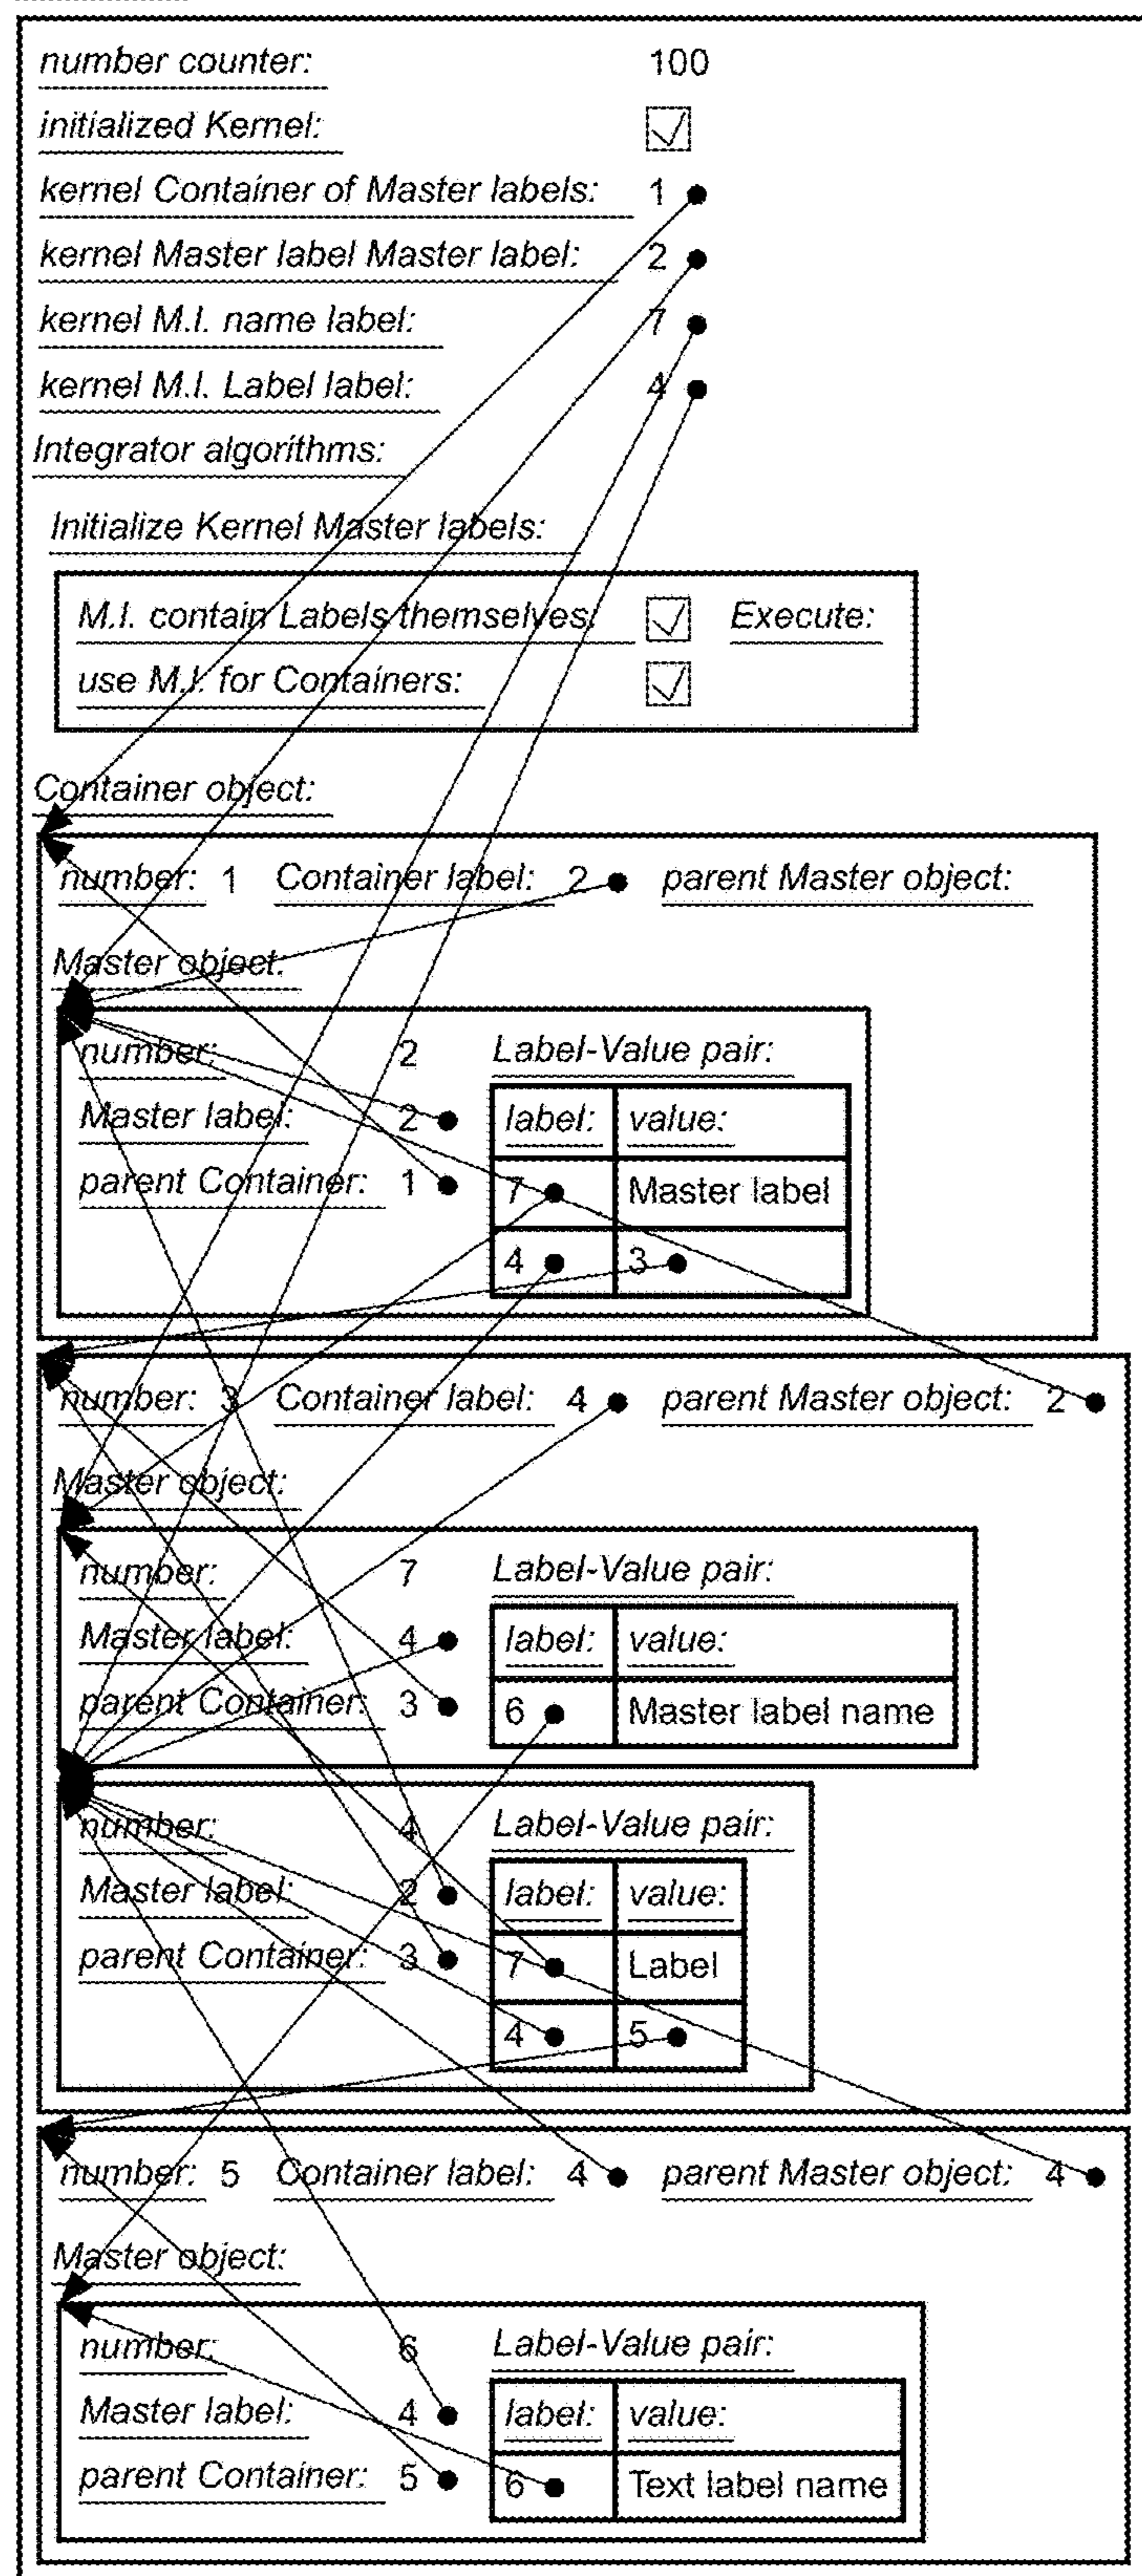 number counter: 100
initialized Kernel:
kernel Container of Master labels: 1
kernel Master label Master label: 2
kernel M.I. name label: 7
kernel M.I. Label label: 4
Integrator algorithms:
Initialize Kernel Master labels:
M.I. contain Labels themselves: Execute:
use M.I. for Containers:
Container object:
number: 1 Container label: 2 parent Master object:
Master object:
number: 2 Label-Value pair:
Master label: 2 label: value:
parent Container: 1 7 Master label
4 3
number: 3 Container label: 4 parent Master object: 2
Master object:
number: 7 Label-Value pair:
Master label: 4 label: value:
parent Container: 3 6 Master label name
number: 4 Label-Value pair:
Master label: 2 label: value:
parent Container: 3 7 Label
4 5
number: 5 Container label: 4 parent Master object: 4
Master object:
number: 6 Label-Value pair:
Master label: 4 label: value:
parent Container: 5 6 Text label name